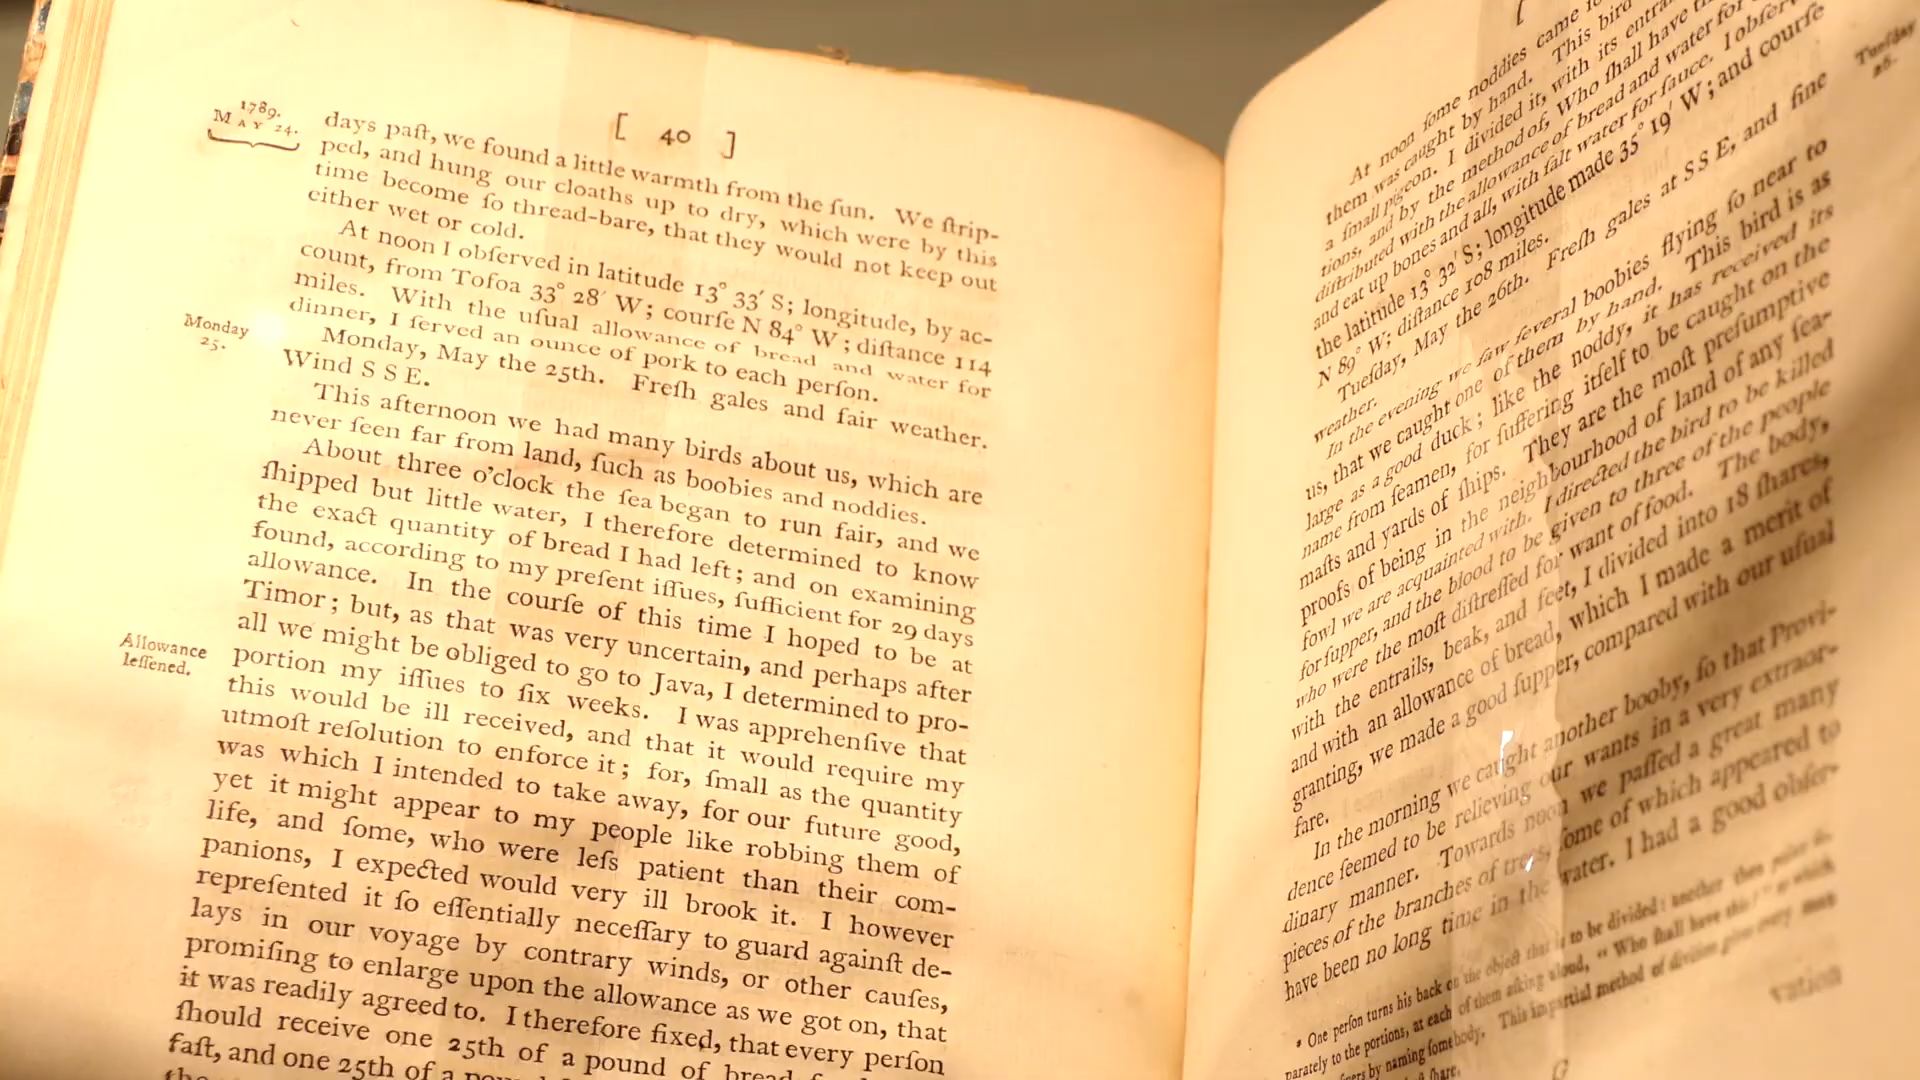 [ 40 ]
1789.
MAY 24.
days paſt, we found a little warmth from the ſun. We ſtrip-
ped, and hung our cloaths up to dry, which were by this
time become ſo thread-bare, that they would not keep out
either wet or cold.
At noon I obſerved in latitude 13° 33′ S; longitude, by ac-
count, from Tofoa 33° 28′ W; courſe N 84° W; diſtance 114
miles. With the uſual allowance of bread and water for
dinner, I ſerved an ounce of pork to each perſon.
Monday
25.
Monday, May the 25th. Freſh gales and fair weather.
Wind S S E.
This afternoon we had many birds about us, which are
never ſeen far from land, ſuch as boobies and noddies.
About three o'clock the ſea began to run fair, and we
ſhipped but little water, I therefore determined to know
the exact quantity of bread I had left; and on examining
found, according to my preſent iſſues, ſufficient for 29 days
allowance. In the courſe of this time I hoped to be at
Timor; but, as that was very uncertain, and perhaps after
all we might be obliged to go to Java, I determined to pro-
Allowance
leſſened.
portion my iſſues to ſix weeks. I was apprehenſive that
this would be ill received, and that it would require my
utmoſt reſolution to enforce it; for, ſmall as the quantity
was which I intended to take away, for our future good,
yet it might appear to my people like robbing them of
life, and ſome, who were leſs patient than their com-
panions, I expected would very ill brook it. I however
repreſented it ſo eſſentially neceſſary to guard againſt de-
lays in our voyage by contrary winds, or other cauſes,
promiſing to enlarge upon the allowance as we got on, that
it was readily agreed to. I therefore fixed, that every perſon
ſhould receive one 25th of a pound of bread
faſt, and one 25th of a
[
At noon ſome noddies came
them was caught by hand. This bird
a ſmall pigeon. I divided it, with its entra
tions, and by the method of, Who ſhall have
diſtributed with the allowance of bread and water for
and eat up bones and all, with ſalt water for ſauce. I obſer
the latitude 13° 32′ S; longitude made 35° 19′ W; and courſe
N 89° W; diſtance 108 miles.
Tueſday
26.
Tueſday, May the 26th. Freſh gales at S S E, and fine
weather.
In the evening we ſaw ſeveral boobies flying ſo near to
us, that we caught one of them by hand. This bird is as
large as a good duck; like the noddy, it has received its
name from ſeamen, for ſuffering itſelf to be caught on the
maſts and yards of ſhips. They are the moſt preſumptive
proofs of being in the neighbourhood of land of any ſea-
fowl we are acquainted with. I directed the bird to be killed
for ſupper, and the blood to be given to three of the people
who were the moſt diſtreſſed for want of food. The body,
with the entrails, beak, and feet, I divided into 18 ſhares,
and with an allowance of bread, which I made a merit of
granting, we made a good ſupper, compared with our uſual
fare.
In the morning we caught another booby, ſo that Provi-
dence ſeemed to be relieving our wants in a very extraor-
dinary manner. Towards noon we paſſed a great many
pieces of the branches of trees, ſome of which appeared to
have been no long time in the water. I had a good obſer-
* One perſon turns his back on the object that is to be divided: another then points ſe-
parately to the portions, at each of them aſking aloud, "Who ſhall have this?" to which
by naming ſomebody. This impartial method of diviſion gives every man
ſhare.
G
vation